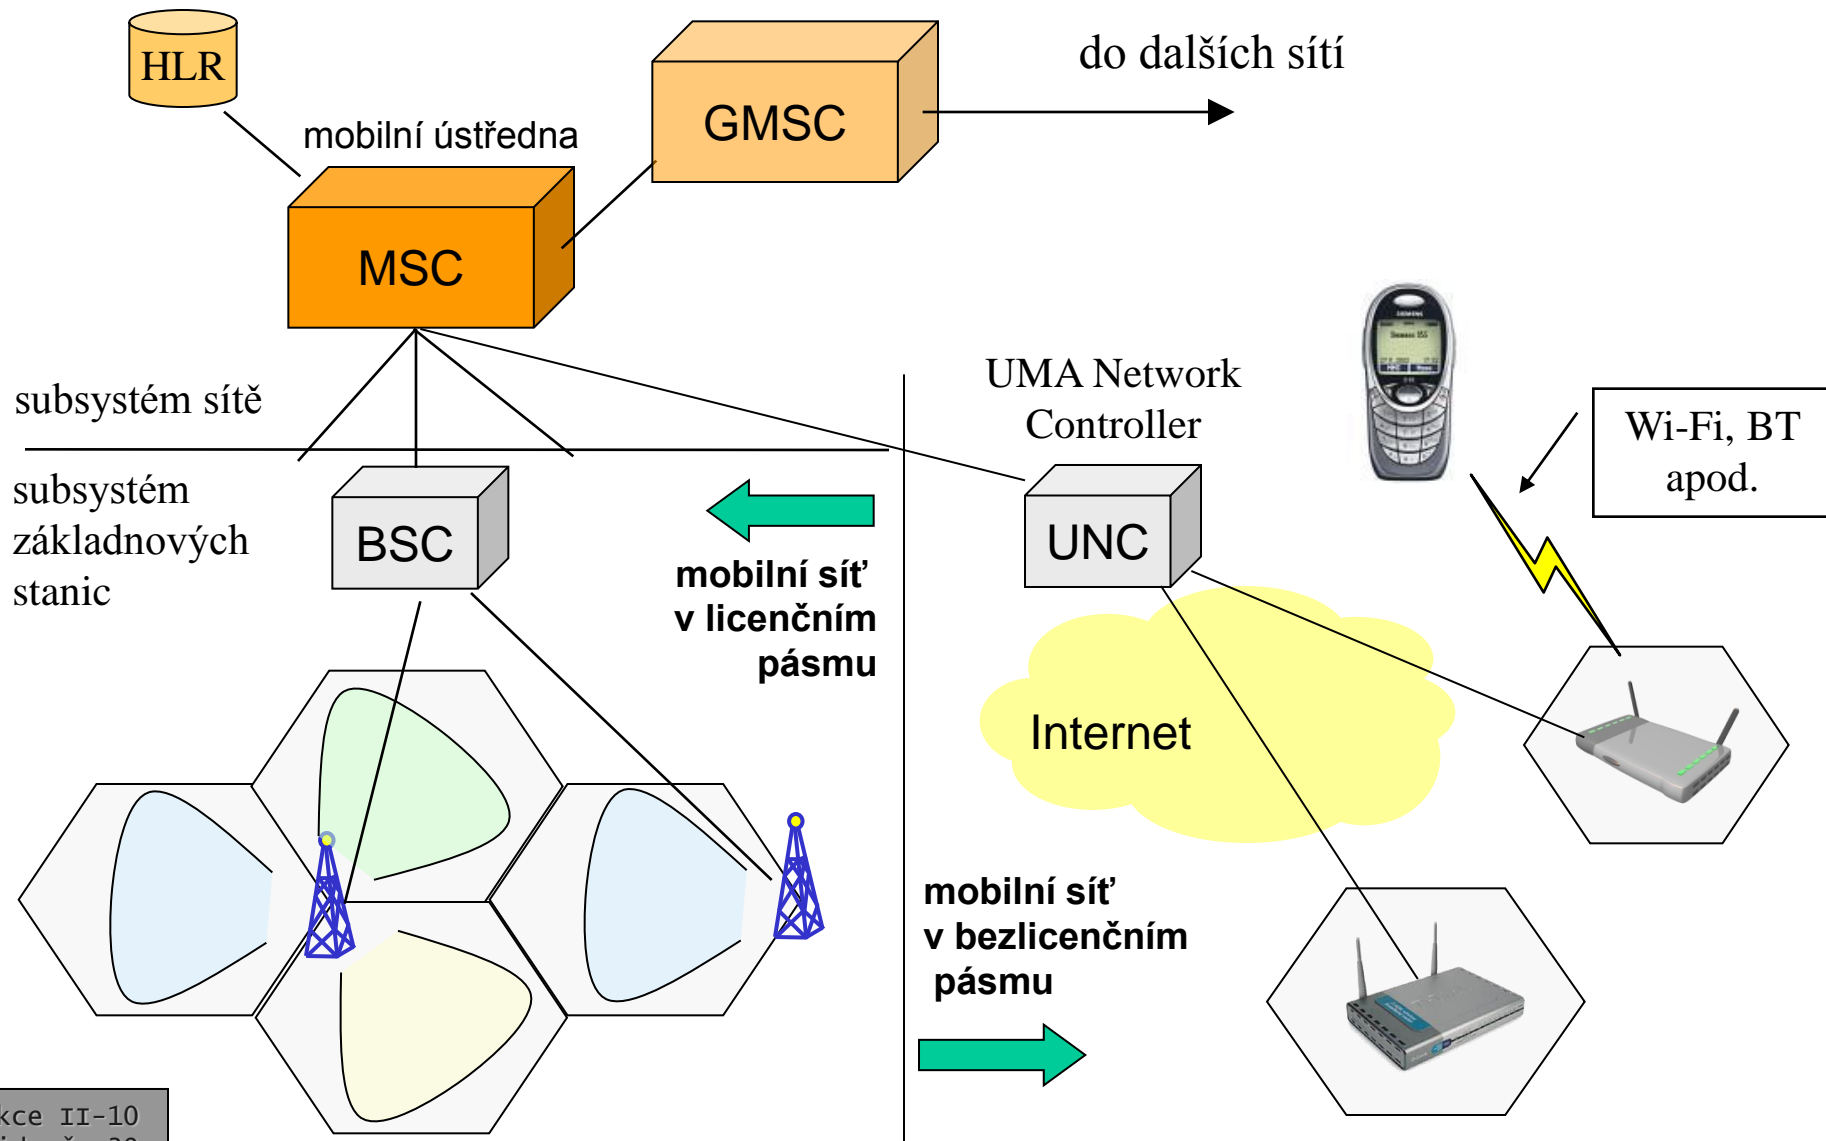 HLR
mobilní ústředna
GMSC
do dalších sítí
MSC
subsystém sítě
subsystém
základnových
stanic
BSC
mobilní síť
v licenčním
pásmu
UMA Network
Controller
UNC
Wi-Fi, BT
apod.
Internet
mobilní síť
v bezlicenčním
pásmu
kce II-10